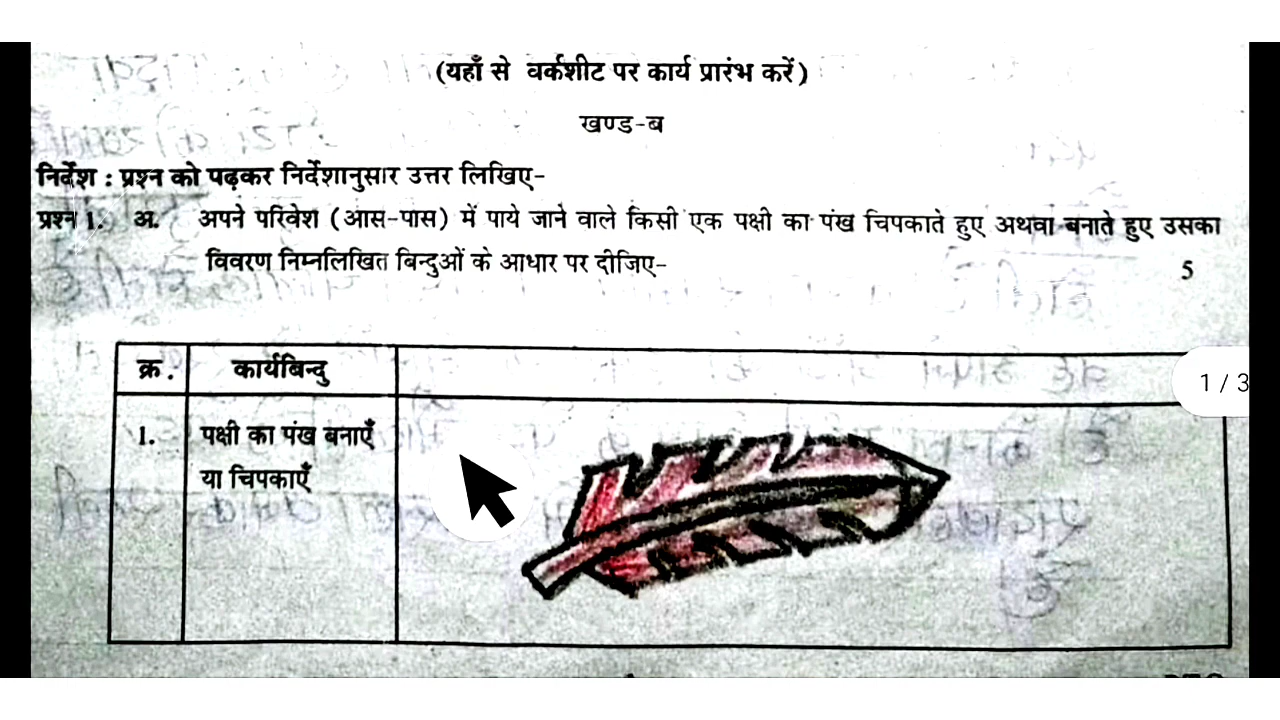 (यहाँ से वर्कशीट पर कार्य प्रारंभ करें)
खण्ड-ब
निर्देश : प्रश्न को पढ़कर निर्देशानुसार उत्तर लिखिए-
प्रश्न 1. अ. अपने परिवेश (आस-पास) में पाये जाने वाले किसी एक पक्षी का पंख चिपकाते हुए अथवा बनाते हुए उसका
विवरण निम्नलिखित बिन्दुओं के आधार पर दीजिए- 5
क्र. कार्यबिन्दु
1 / 3
1. पक्षी का पंख बनाएँ
या चिपकाएँ